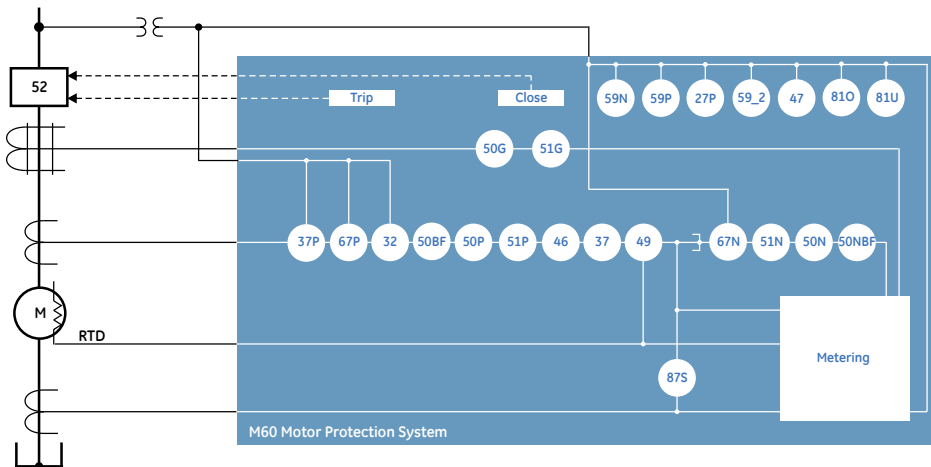 52
Trip
Close
59N
59P
27P
59_2
47
81O
81U
50G
51G
37P
67P
32
50BF
50P
51P
46
37
49
67N
51N
50N
50NBF
M
RTD
Metering
87S
M60 Motor Protection System